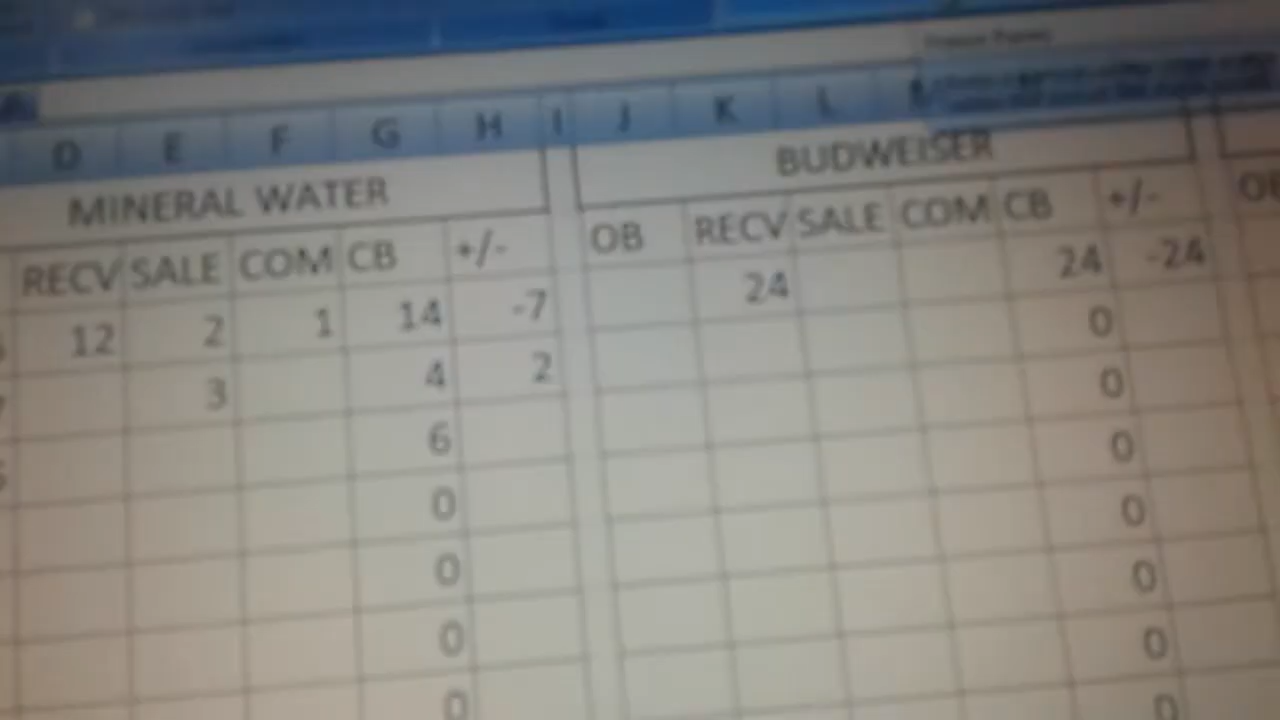 D E F G H I J K L
MINERAL WATER BUDWEISER
RECV SALE COM CB +/- OB RECV SALE COM CB +/- OB
12 2 1 14 -7 24 24 -24
3 4 2 0
6 0
0 0
0 0
0 0
0 0
0